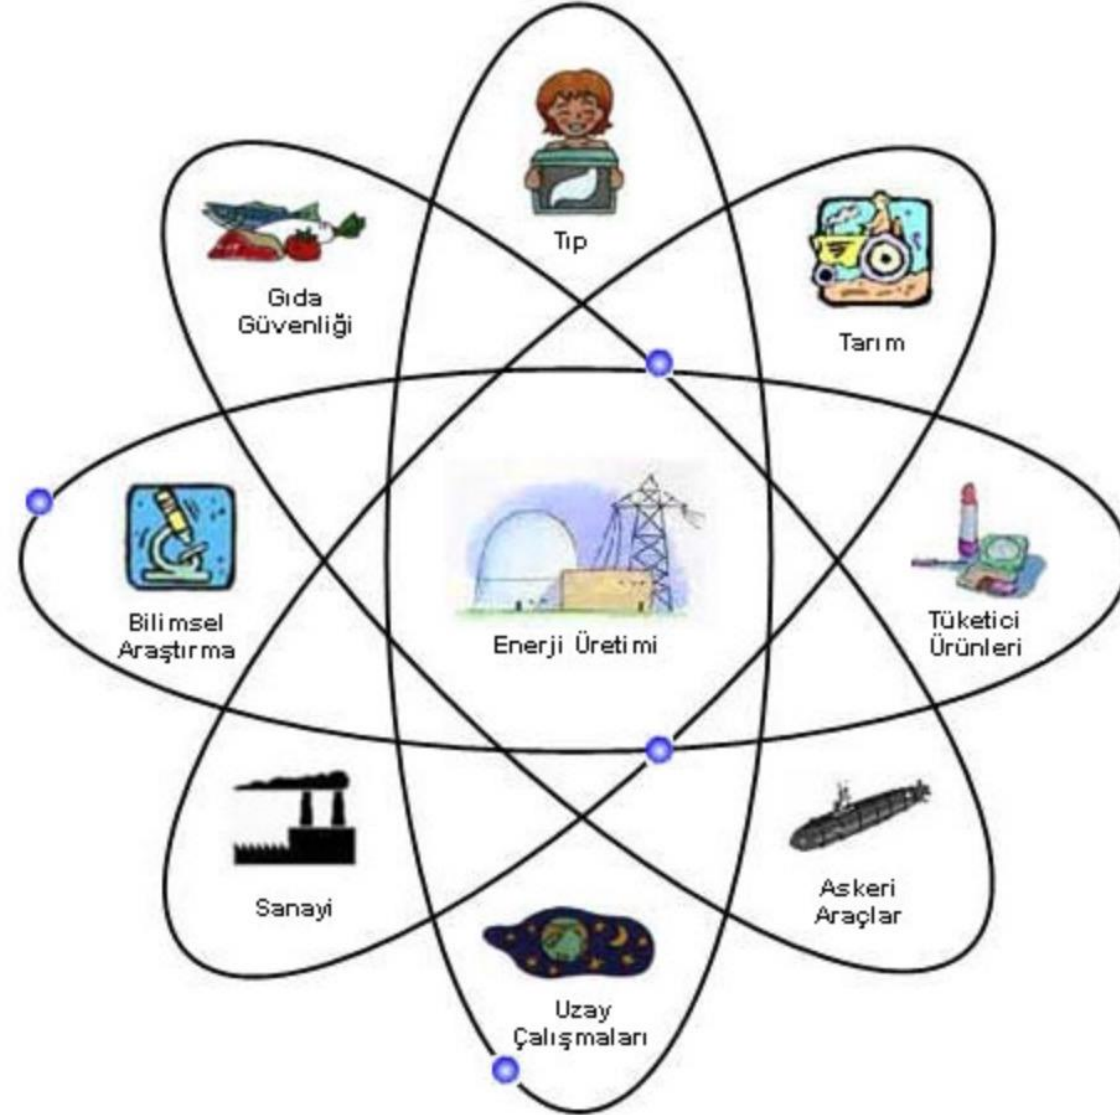 Tıp
Gıda
Güvenliği
Tarım
Bilimsel
Araştırma
Enerji Üretimi
Tüketici
Ürünleri
Sanayi
Askeri
Araçlar
Uzay
Çalışmaları